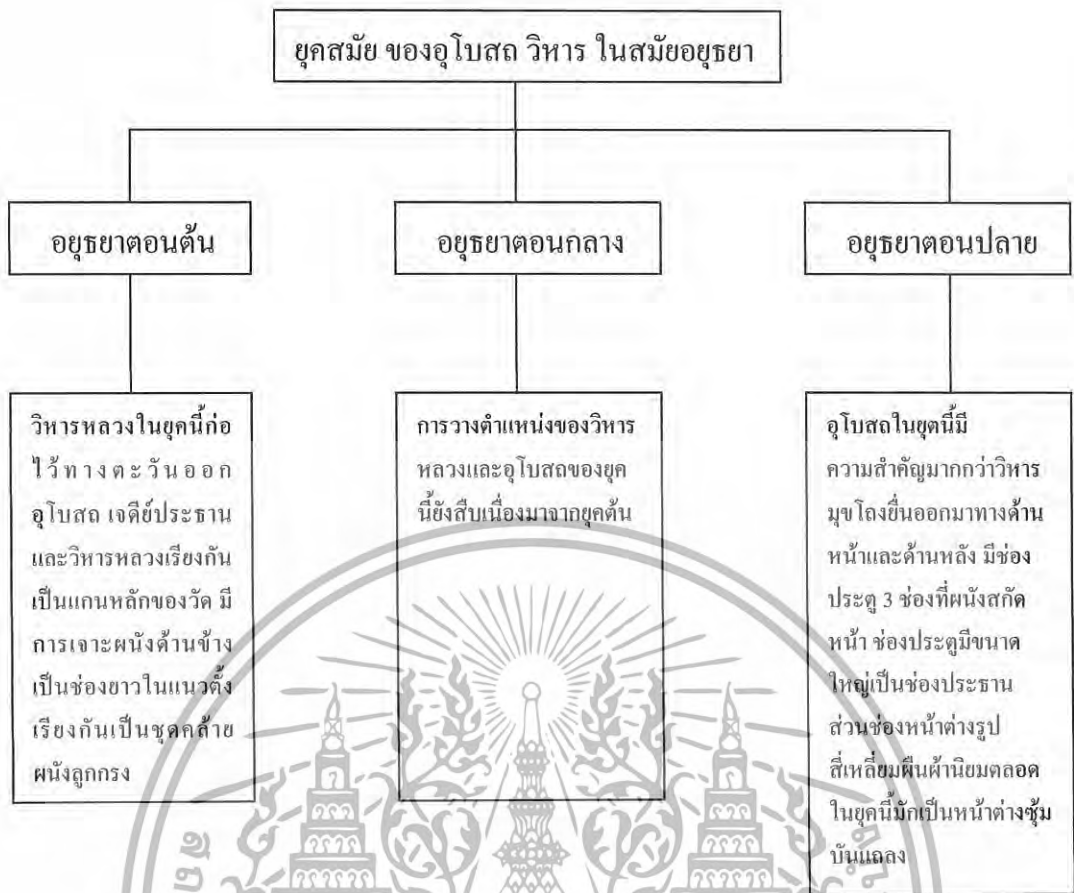 ยุคสมัย ของอุโบสถ วิหาร ในสมัยอยุธยา
อยุธยาตอนต้น
อยุธยาตอนกลาง
อยุธยาตอนปลาย
วิหารหลวงในยุคนี้ก่อ
ไว้ทางตะวันออก
อุโบสถ เจดีย์ประธาน
และวิหารหลวงเรียงกัน
เป็นแกนหลักของวัด มี
การเจาะผนังด้านข้าง
เป็นช่องยาวในแนวตั้ง
เรียงกันเป็นชุดคล้าย
ผนังลูกกรง
การวางตำแหน่งของวิหาร
หลวงและอุโบสถของยุค
นี้ยังสืบเนื่องมาจากยุคต้น
อุโบสถในยุตนี้มี
ความสำคัญมากกว่าวิหาร
มุขโถงยื่นออกมาทางด้าน
หน้าและด้านหลัง มีช่อง
ประตู 3 ช่องที่ผนังสกัด
หน้า ช่องประตูมีขนาด
ใหญ่เป็นช่องประธาน
ส่วนช่องหน้าต่างรูป
สี่เหลี่ยมผืนผ้านิยมตลอด
ในยุคนี้มักเป็นหน้าต่างซุ้ม
บันแถลง